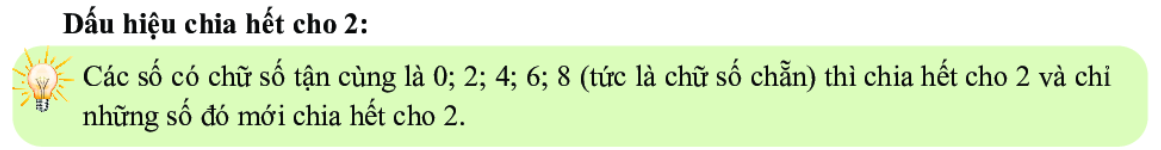 Dấu hiệu chia hết cho 2:
Các số có chữ số tận cùng là 0; 2; 4; 6; 8 (tức là chữ số chẵn) thì chia hết cho 2 và chỉ
những số đó mới chia hết cho 2.